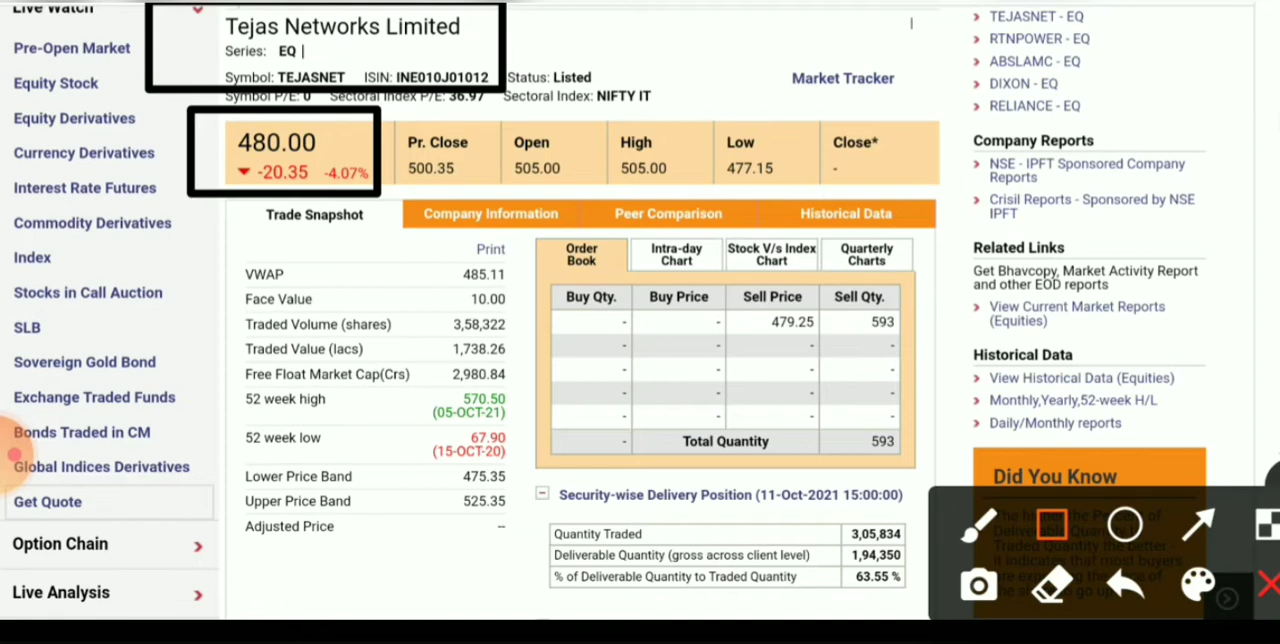 Live Watch
Pre-Open Market
Equity Stock
Equity Derivatives
Currency Derivatives
Interest Rate Futures
Commodity Derivatives
Index
Stocks in Call Auction
SLB
Sovereign Gold Bond
Exchange Traded Funds
Bonds Traded in CM
Global Indices Derivatives
Get Quote
Option Chain
Live Analysis
Tejas Networks Limited
Series: EQ |
Symbol: TEJASNET ISIN: INE010J01012 Status: Listed
Symbol P/E: 0 Sectoral Index P/E: 36.97 Sectoral Index: NIFTY IT
Market Tracker
480.00
-20.35 -4.07%
Pr. Close Open High Low Close*
500.35 505.00 505.00 477.15 -
Trade Snapshot Company Information Peer Comparison Historical Data
Print
VWAP 485.11
Face Value 10.00
Traded Volume (shares) 3,58,322
Traded Value (lacs) 1,738.26
Free Float Market Cap(Crs) 2,980.84
52 week high 570.50
(05-OCT-21)
52 week low 67.90
(15-OCT-20)
Lower Price Band 475.35
Upper Price Band 525.35
Adjusted Price --
Order Intra-day Stock V/s Index Quarterly
Book Chart Chart Charts
Buy Qty. Buy Price Sell Price Sell Qty.
- - 479.25 593
- - - -
- - - -
- - - -
- - - -
- Total Quantity 593
Security-wise Delivery Position (11-Oct-2021 15:00:00)
Quantity Traded 3,05,834
Deliverable Quantity (gross across client level) 1,94,350
% of Deliverable Quantity to Traded Quantity 63.55 %
TEJASNET - EQ
RTNPOWER - EQ
ABSLAMC - EQ
DIXON - EQ
RELIANCE - EQ
Company Reports
NSE - IPFT Sponsored Company
Reports
Crisil Reports - Sponsored by NSE
IPFT
Related Links
Get Bhavcopy, Market Activity Report
and other EOD reports
View Current Market Reports
(Equities)
Historical Data
View Historical Data (Equities)
Monthly,Yearly,52-week H/L
Daily/Monthly reports
Did You Know